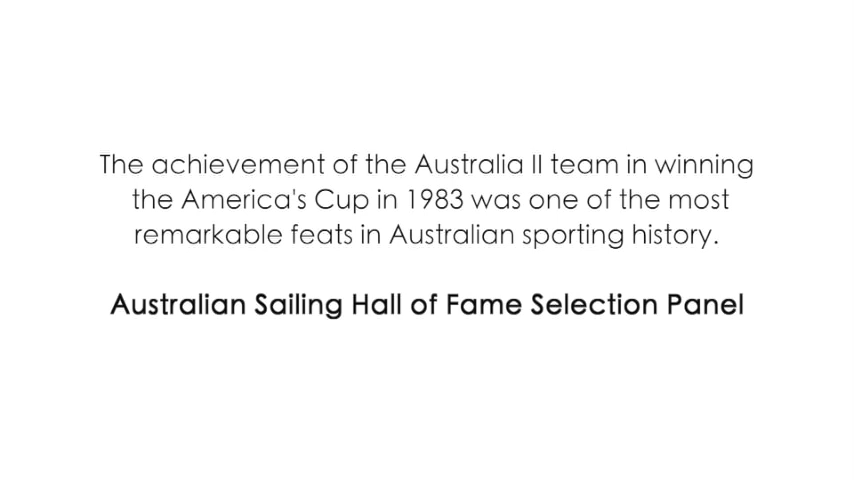 The achievement of the Australia II team in winning
the America's Cup in 1983 was one of the most
remarkable feats in Australian sporting history.
Australian Sailing Hall of Fame Selection Panel